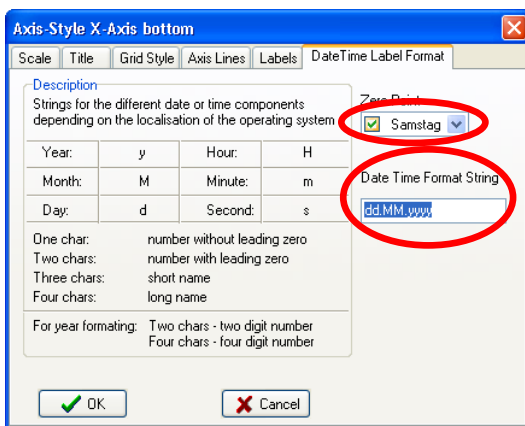 Axis-Style X-Axis bottom
Scale Title Grid Style Axis Lines Labels DateTime Label Format
Description
Strings for the different date or time components
depending on the localisation of the operating system
Year: y Hour: H
Month: M Minute: m
Day: d Second: s
One char: number without leading zero
Two chars: number with leading zero
Three chars: short name
Four chars: long name
For year formating: Two chars - two digit number
Four chars - four digit number
Zero Point
Samstag
Date Time Format String
dd.MM.yyyy
OK Cancel